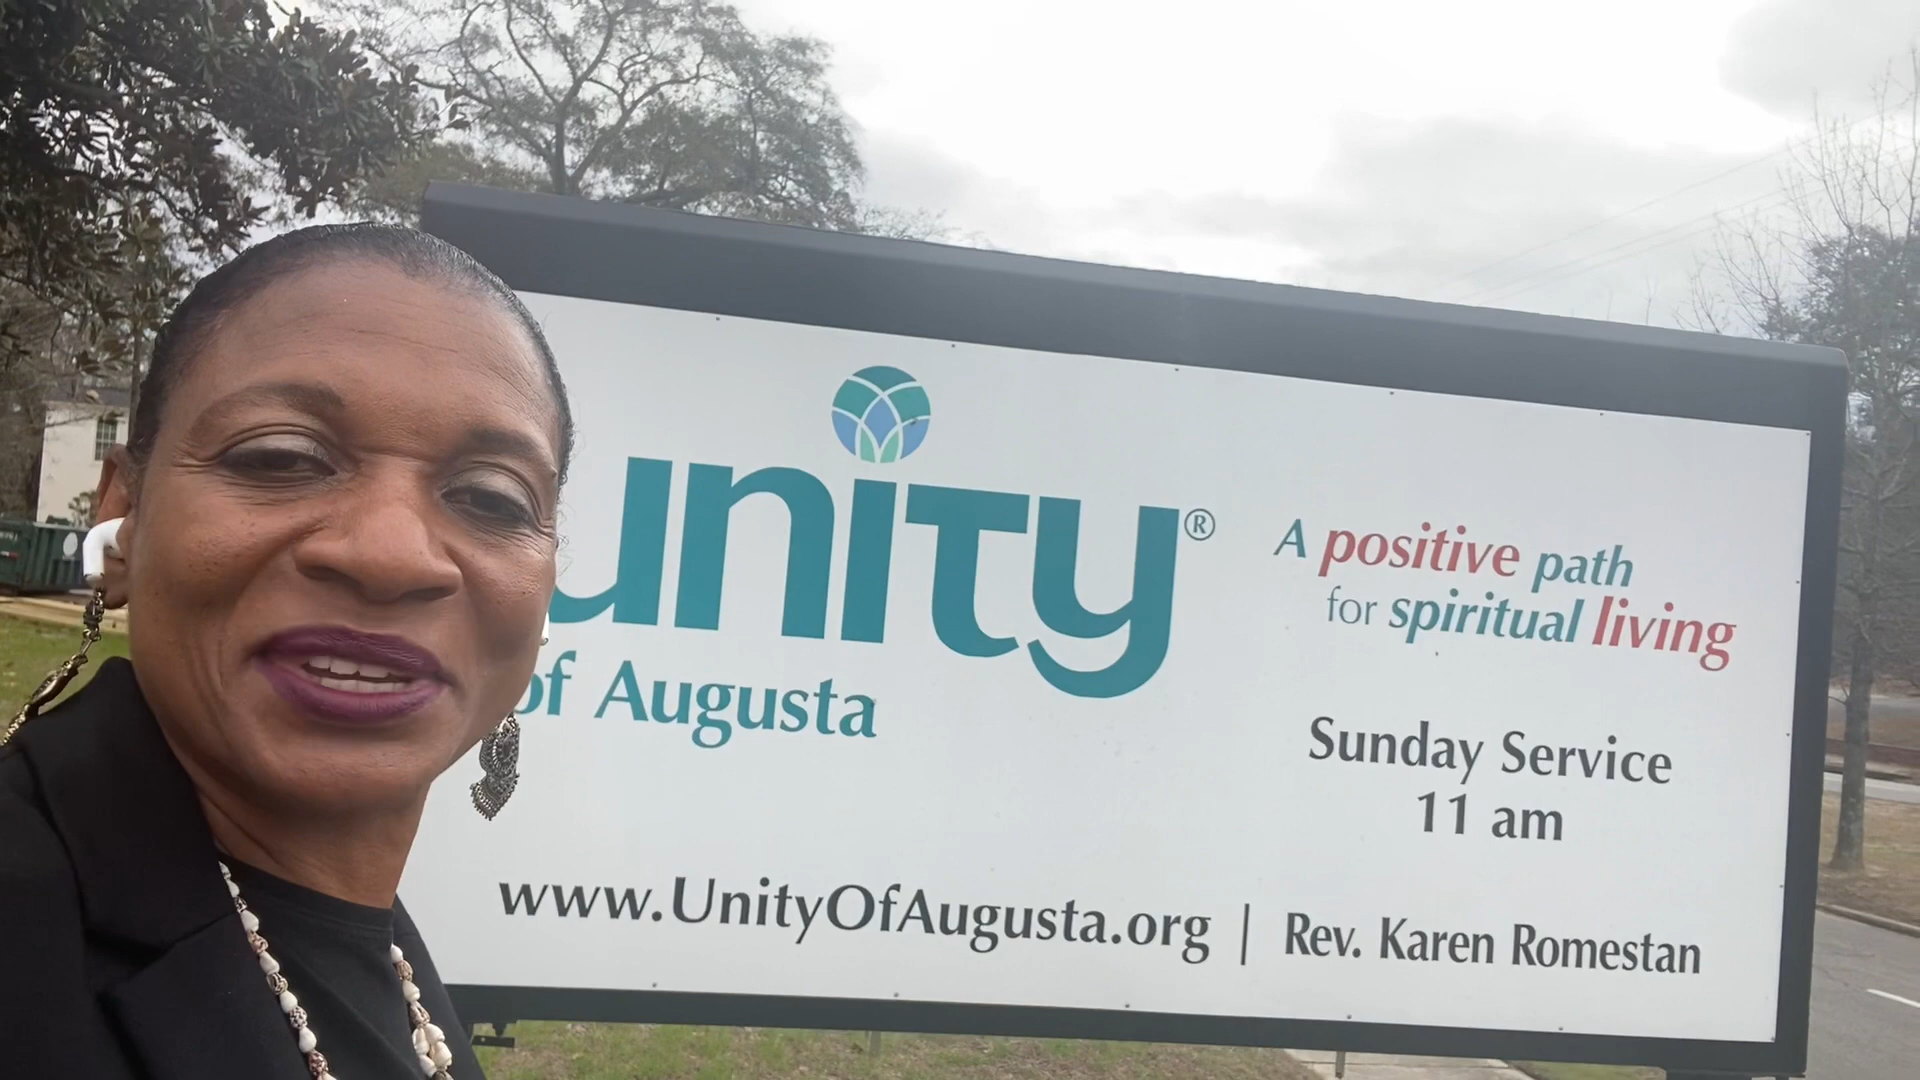 unity®
of Augusta
A positive path
for spiritual living
Sunday Service
11 am
www.UnityOfAugusta.org | Rev. Karen Romestan